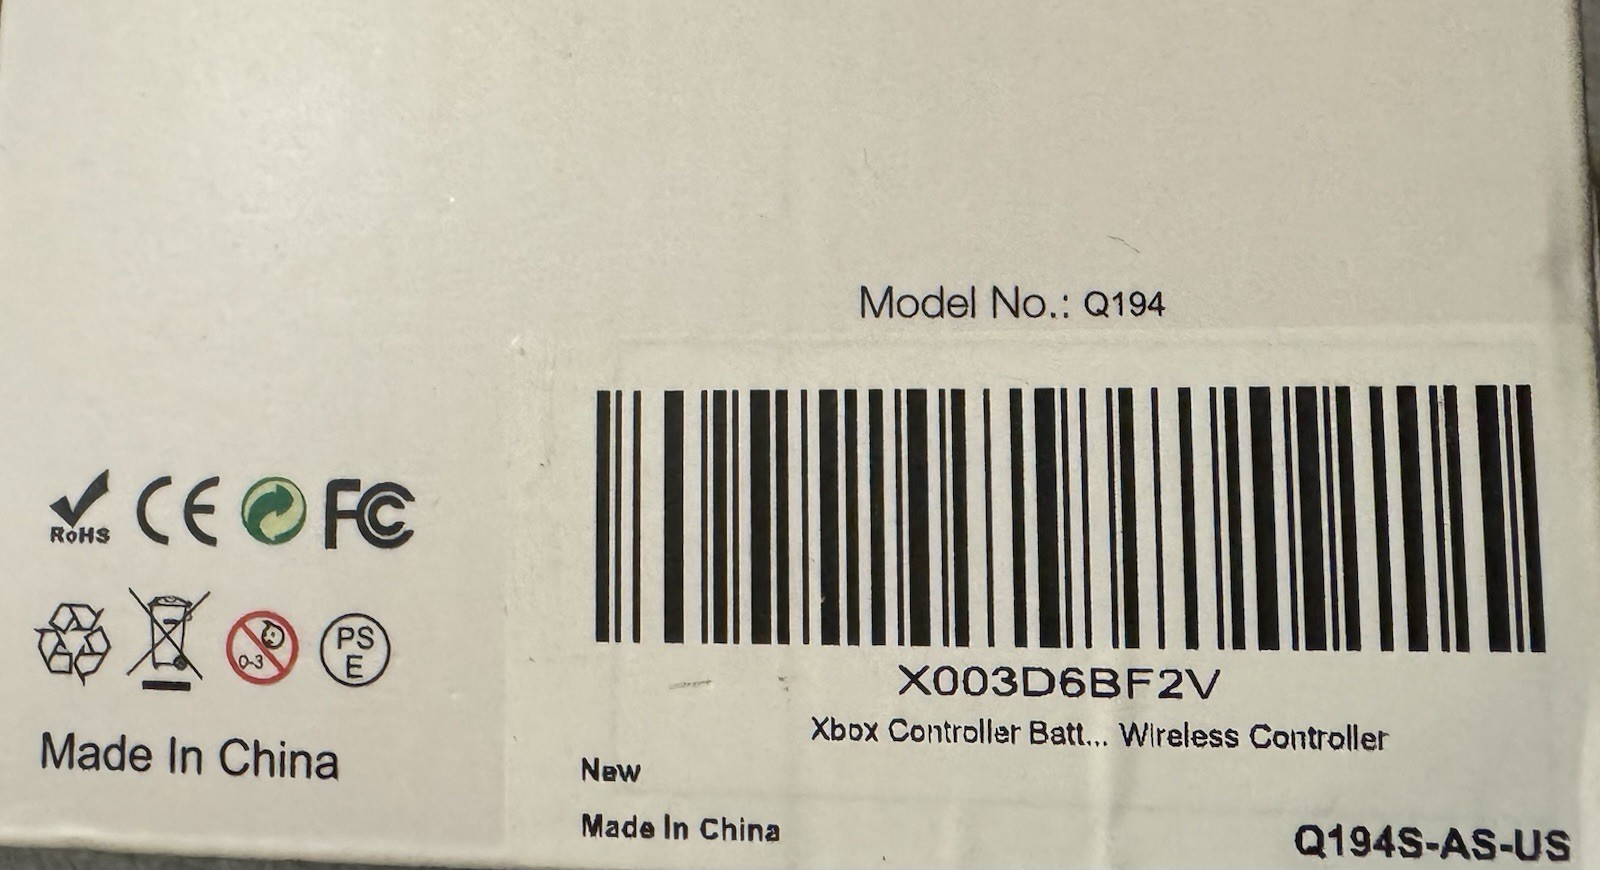 Model No.: Q194
RoHS CE FC
0-3 PS
E
Made In China
X003D6BF2V
Xbox Controller Batt... Wireless Controller
New
Made In China
Q194S-AS-US